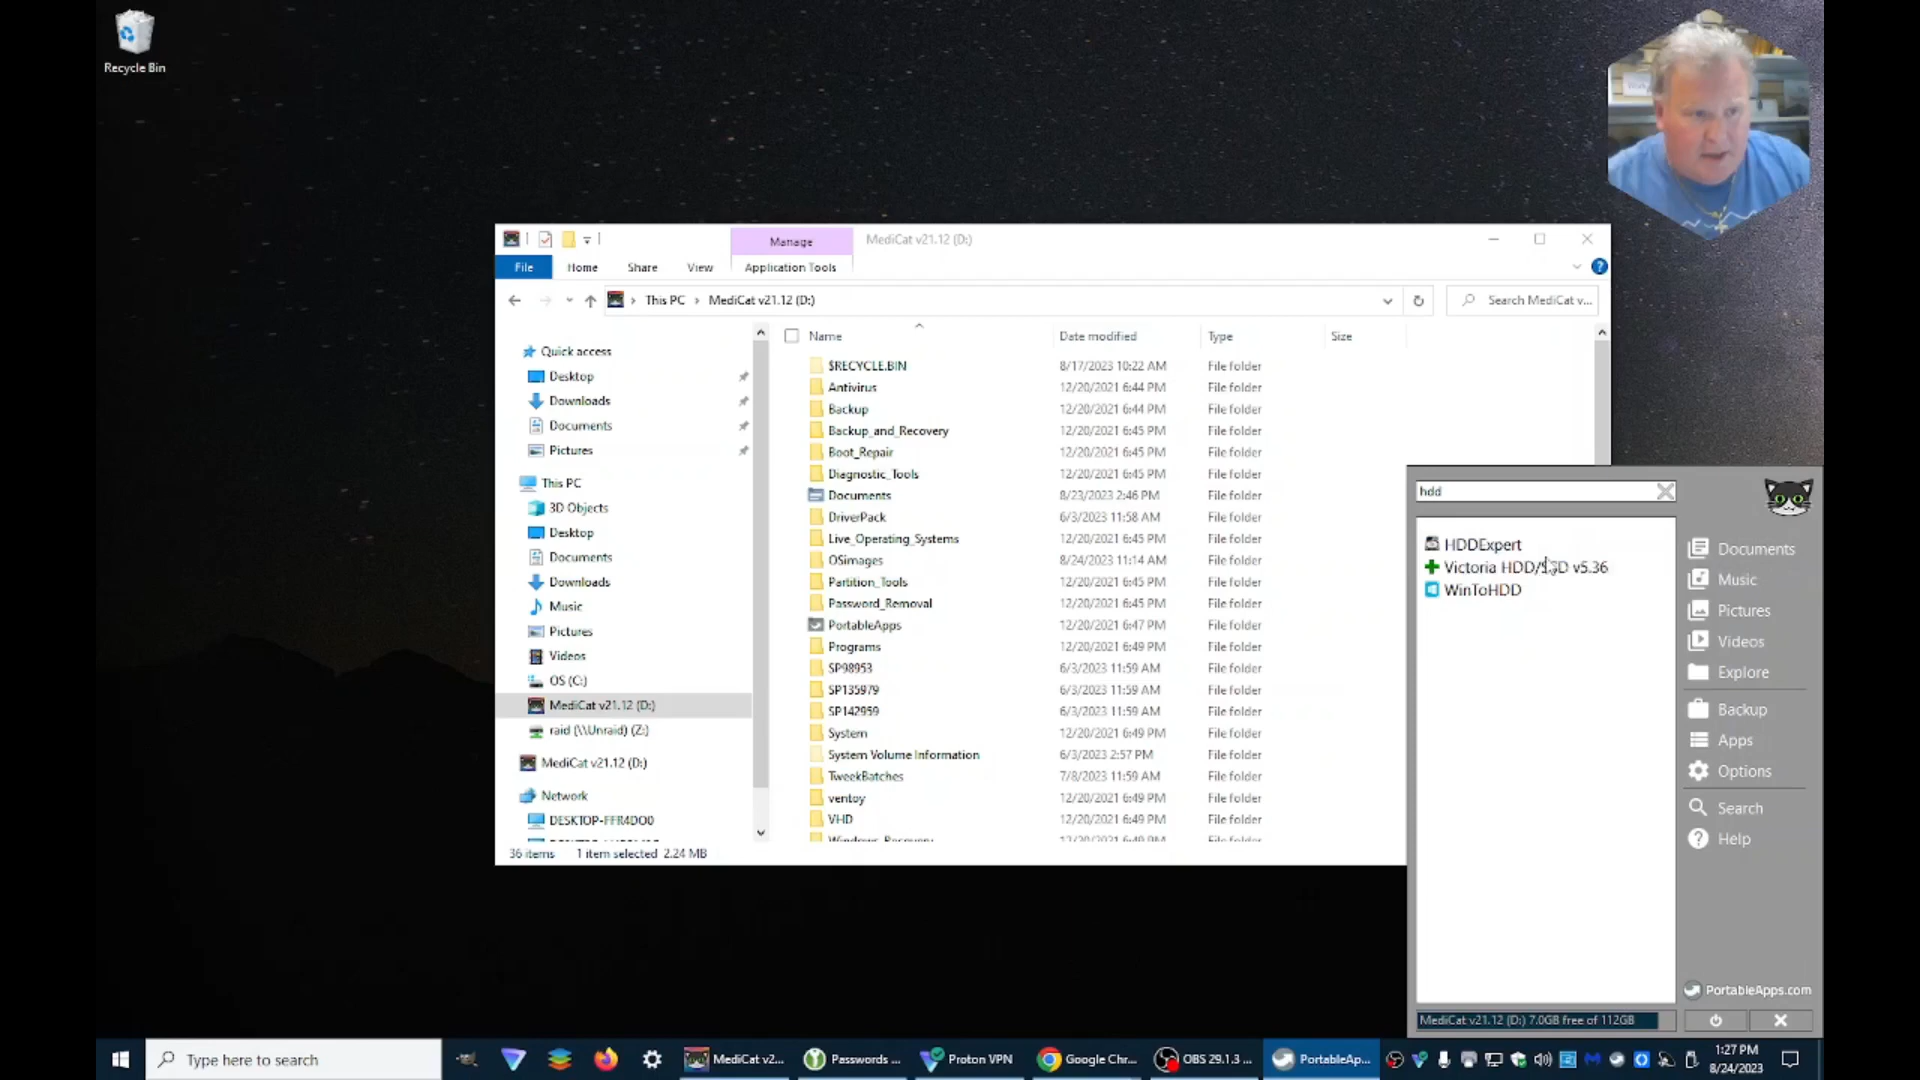 Recycle Bin
Manage
MediCat v21.12 (D:)
File
Home
Share
View
Application Tools
This PC
MediCat v21.12 (D:)
Search MediCat v...
Name
Date modified
Type
Size
Quick access
Desktop
Downloads
Documents
Pictures
This PC
3D Objects
Desktop
Documents
Downloads
Music
Pictures
Videos
OS (C:)
MediCat v21.12 (D:)
raid (\\Unraid) (Z:)
MediCat v21.12 (D:)
Network
DESKTOP-FFR4DO0
$RECYCLE.BIN 8/17/2023 10:22 AM File folder
Antivirus 12/20/2021 6:44 PM File folder
Backup 12/20/2021 6:44 PM File folder
Backup_and_Recovery 12/20/2021 6:45 PM File folder
Boot_Repair 12/20/2021 6:45 PM File folder
Diagnostic_Tools 12/20/2021 6:45 PM File folder
Documents 8/23/2023 2:46 PM File folder
DriverPack 6/3/2023 11:58 AM File folder
Live_Operating_Systems 12/20/2021 6:45 PM File folder
OSimages 8/24/2023 11:14 AM File folder
Partition_Tools 12/20/2021 6:45 PM File folder
Password_Removal 12/20/2021 6:45 PM File folder
PortableApps 12/20/2021 6:47 PM File folder
Programs 12/20/2021 6:49 PM File folder
SP98953 6/3/2023 11:59 AM File folder
SP135979 6/3/2023 11:59 AM File folder
SP142959 6/3/2023 11:59 AM File folder
System 12/20/2021 6:49 PM File folder
System Volume Information 6/3/2023 2:57 PM File folder
TweekBatches 7/8/2023 11:59 AM File folder
ventoy 12/20/2021 6:49 PM File folder
VHD 12/20/2021 6:49 PM File folder
Windows_Recovery 12/20/2021 6:49 PM File folder
36 items
1 item selected 2.24 MB
hdd
HDDExpert
Victoria HDD/SSD v5.36
WinToHDD
Documents
Music
Pictures
Videos
Explore
Backup
Apps
Options
Search
Help
PortableApps.com
MediCat v21.12 (D:) 7.0GB free of 112GB
Type here to search
MediCat v2...
Passwords ...
Proton VPN
Google Chr...
OBS 29.1.3 ...
PortableAp...
1:27 PM
8/24/2023